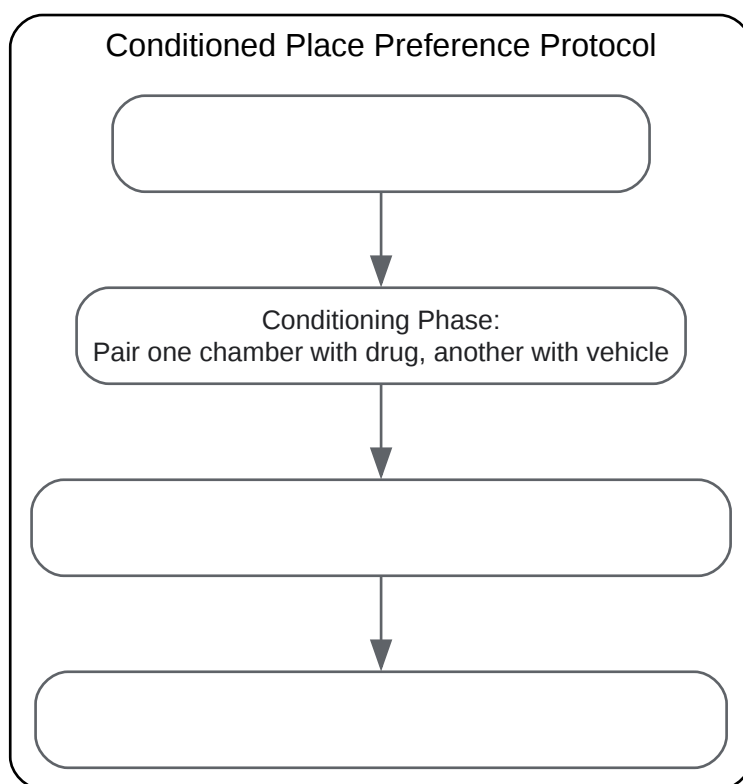 Conditioned Place Preference Protocol
Conditioning Phase:
Pair one chamber with drug, another with vehicle